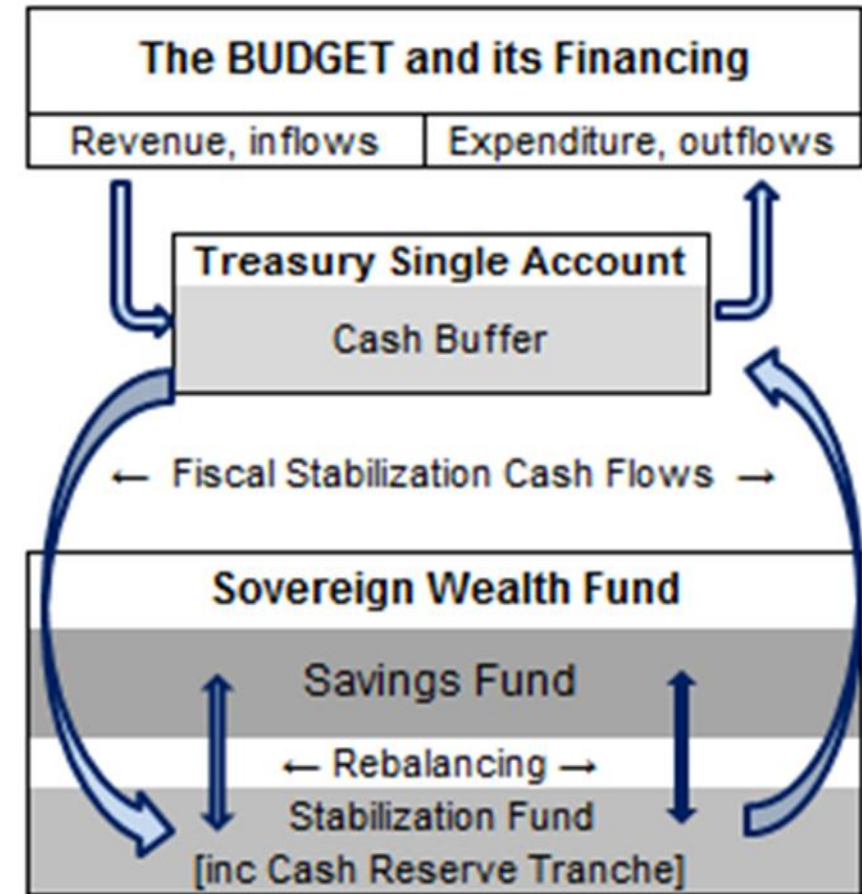 The BUDGET and its Financing
Revenue, inflows
Expenditure, outflows
Treasury Single Account
Cash Buffer
← Fiscal Stabilization Cash Flows →
Sovereign Wealth Fund
Savings Fund
← Rebalancing →
Stabilization Fund
[inc Cash Reserve Tranche]